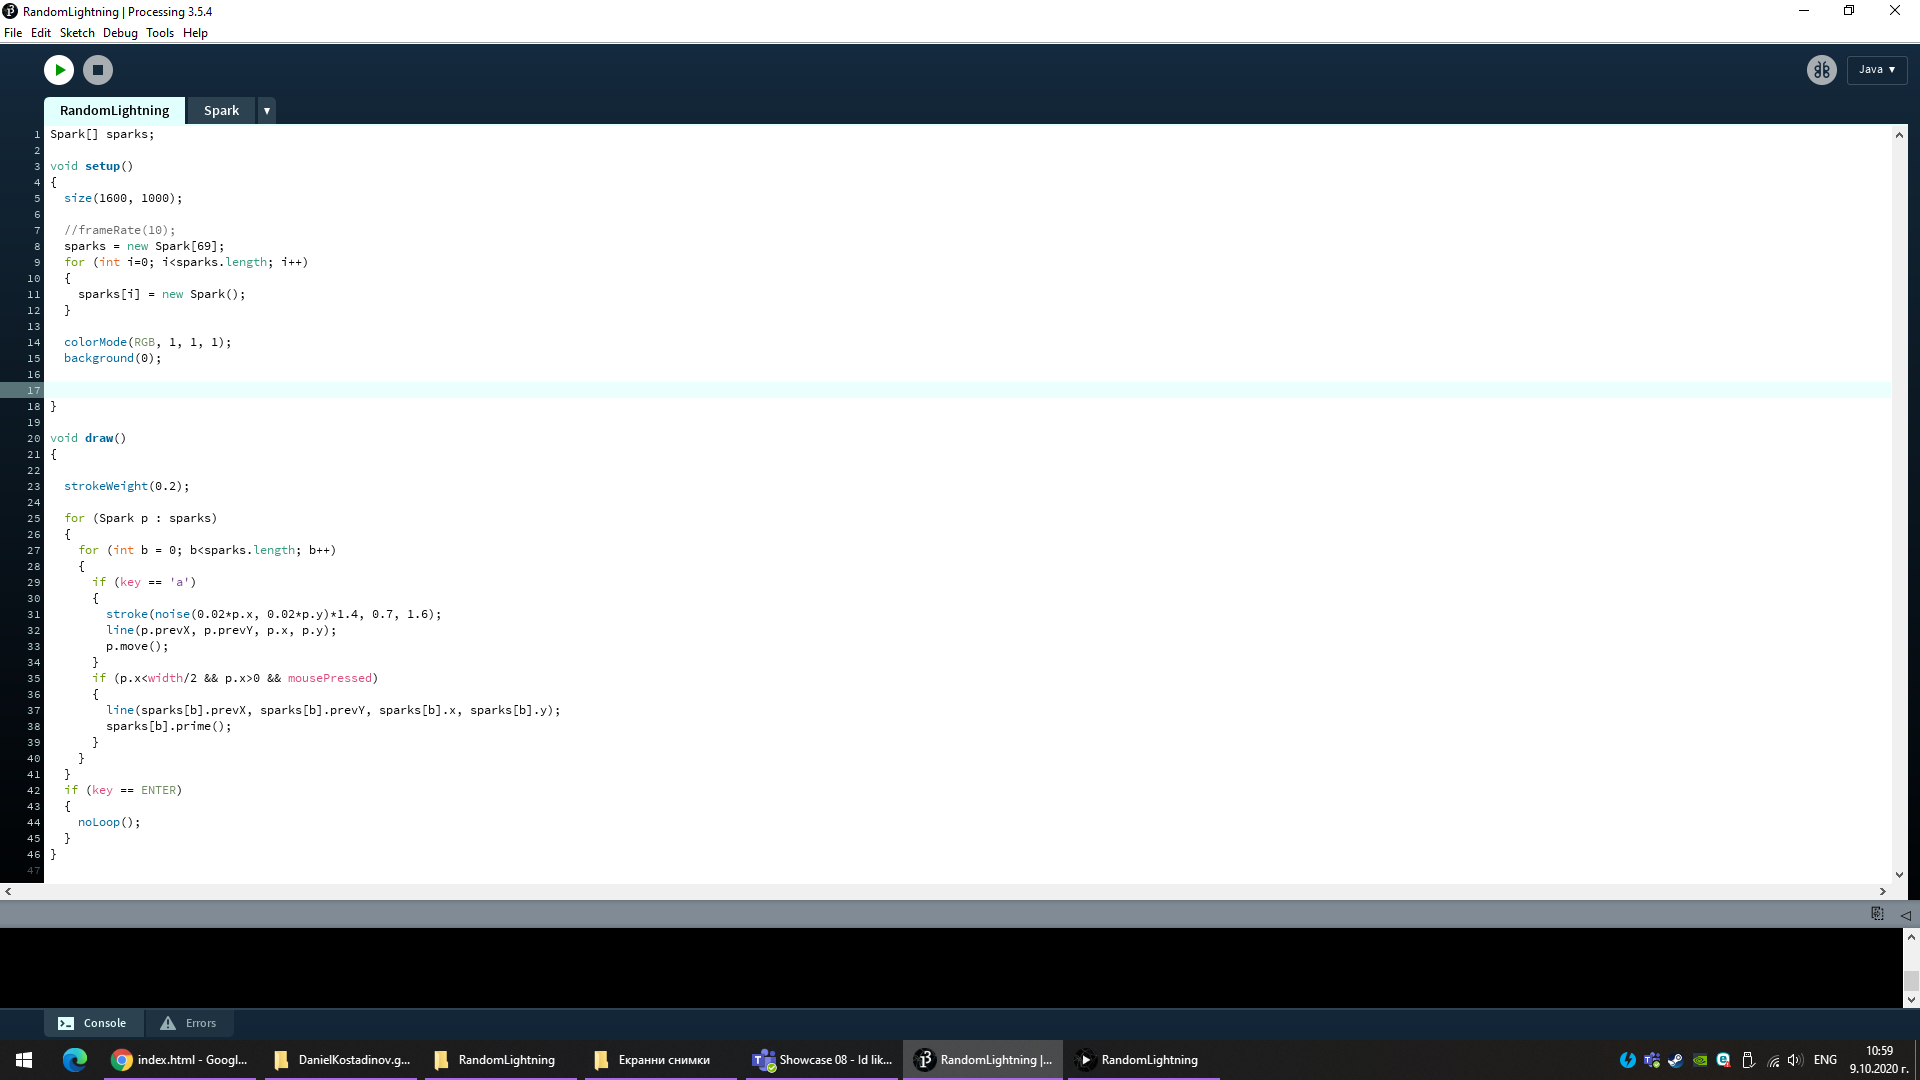 RandomLightning | Processing 3.5.4
File Edit Sketch Debug Tools Help
Java ▾
RandomLightning Spark ▾
1 Spark[] sparks;
2
3 void setup()
4 {
5   size(1600, 1000);
6
7   //frameRate(10);
8   sparks = new Spark[69];
9   for (int i=0; i<sparks.length; i++)
10   {
11     sparks[i] = new Spark();
12   }
13
14   colorMode(RGB, 1, 1, 1);
15   background(0);
16
17
18 }
19
20 void draw()
21 {
22
23   strokeWeight(0.2);
24
25   for (Spark p : sparks)
26   {
27     for (int b = 0; b<sparks.length; b++)
28     {
29       if (key == 'a')
30       {
31         stroke(noise(0.02*p.x, 0.02*p.y)*1.4, 0.7, 1.6);
32         line(p.prevX, p.prevY, p.x, p.y);
33         p.move();
34       }
35       if (p.x<width/2 && p.x>0 && mousePressed)
36       {
37         line(sparks[b].prevX, sparks[b].prevY, sparks[b].x, sparks[b].y);
38         sparks[b].prime();
39       }
40     }
41   }
42   if (key == ENTER)
43   {
44     noLoop();
45   }
46 }
47
Console Errors
index.html - Googl... DanielKostadinov.g... RandomLightning Екранни снимки Showcase 08 - Id lik... RandomLightning |... RandomLightning ENG 10:59
9.10.2020 г.